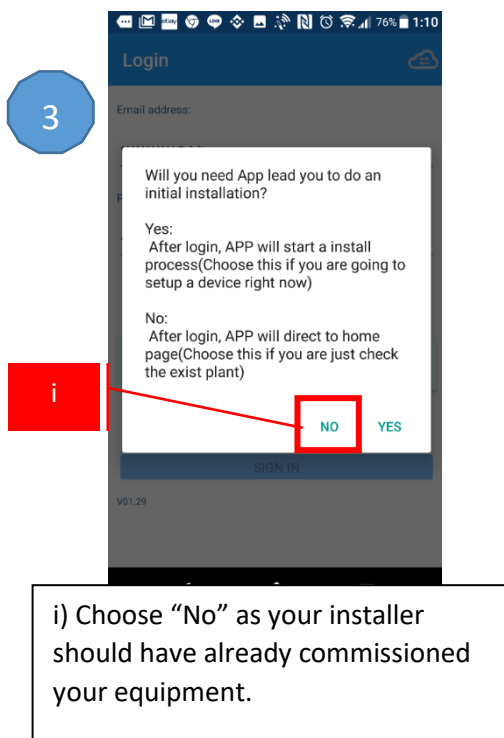 76% 1:10
Login
3
Email address:
Will you need App lead you to do an
initial installation?
Yes:
After login, APP will start a install
process(Choose this if you are going to
setup a device right now)
No:
After login, APP will direct to home
page(Choose this if you are just check
the exist plant)
i
NO YES
SIGN IN
V01.29
i) Choose “No” as your installer
should have already commissioned
your equipment.